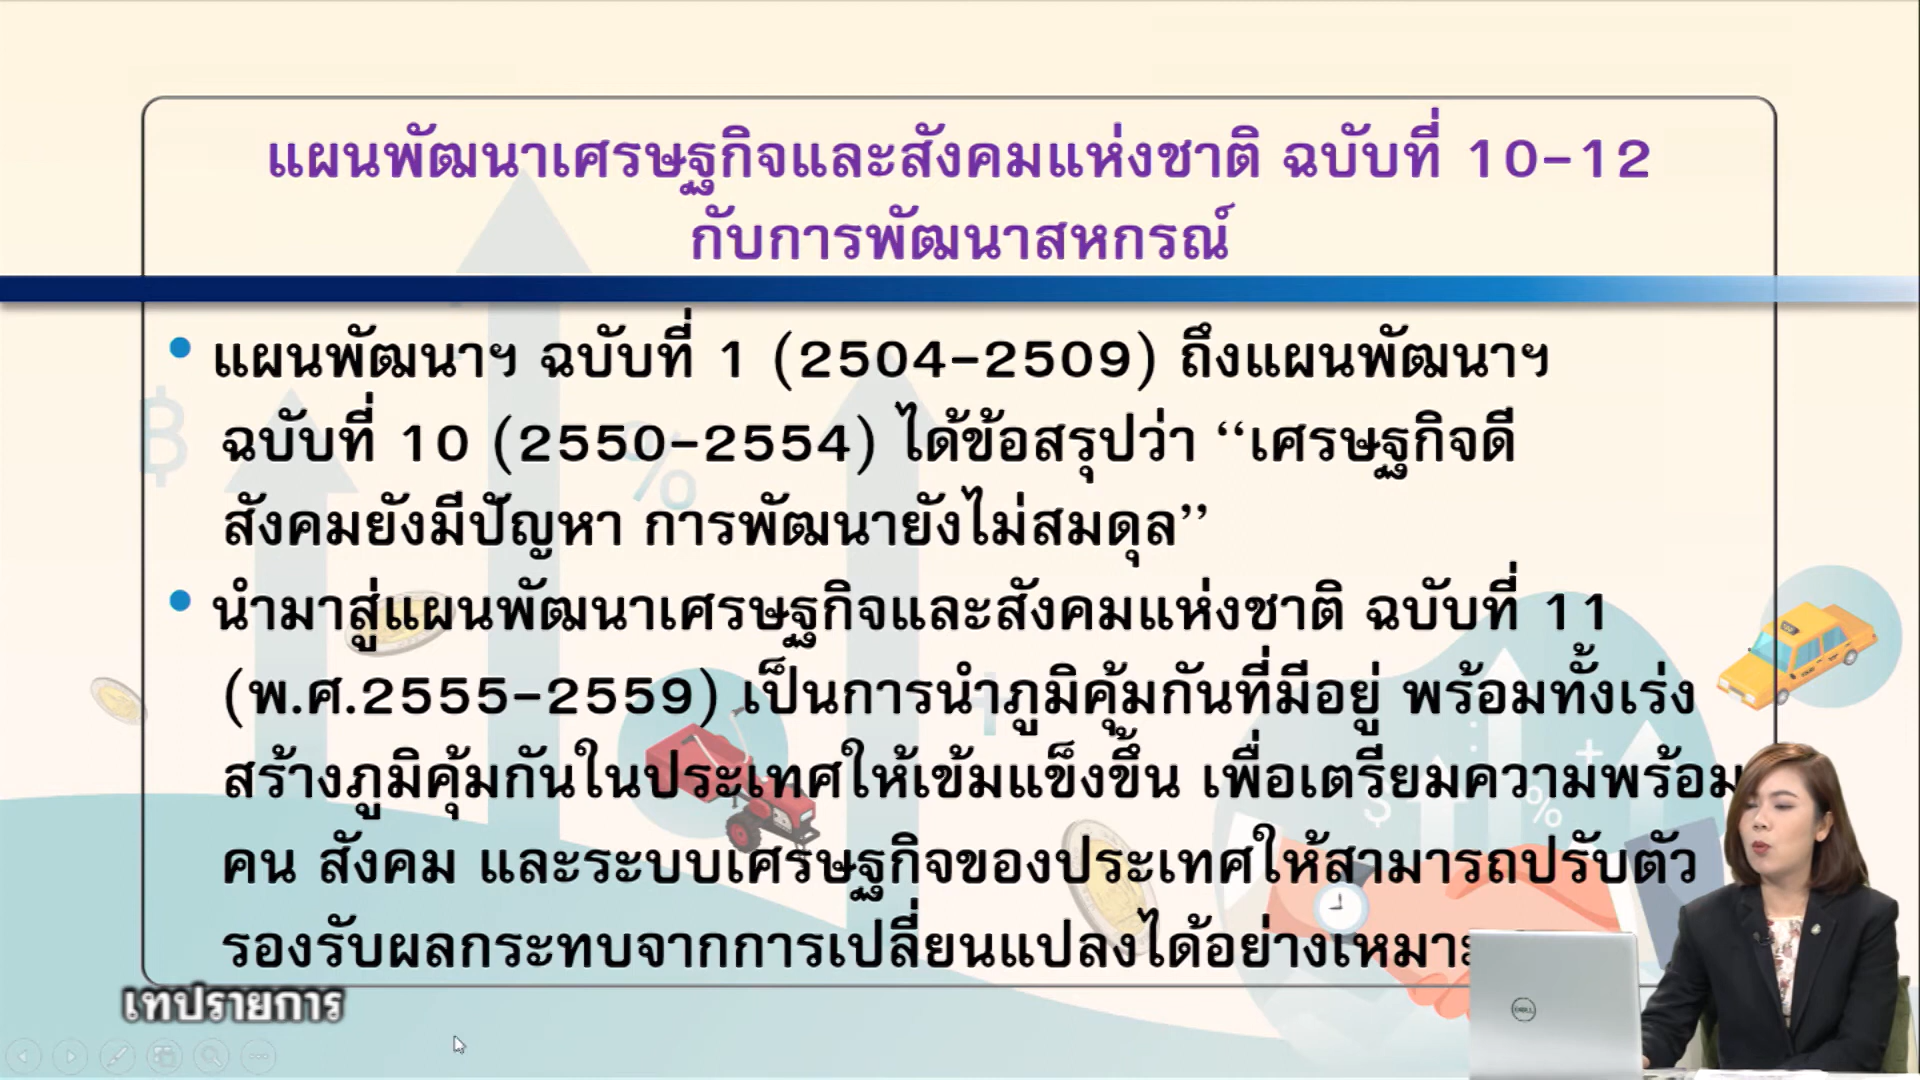 แผนพัฒนาเศรษฐกิจและสังคมแห่งชาติ ฉบับที่ 10-12
กับการพัฒนาสหกรณ์
• แผนพัฒนาฯ ฉบับที่ 1 (2504-2509) ถึงแผนพัฒนาฯ
ฉบับที่ 10 (2550-2554) ได้ข้อสรุปว่า “เศรษฐกิจดี
สังคมยังมีปัญหา การพัฒนายังไม่สมดุล”
• นำมาสู่แผนพัฒนาเศรษฐกิจและสังคมแห่งชาติ ฉบับที่ 11
(พ.ศ.2555-2559) เป็นการนำภูมิคุ้มกันที่มีอยู่ พร้อมทั้งเร่ง
สร้างภูมิคุ้มกันในประเทศให้เข้มแข็งขึ้น เพื่อเตรียมความพร้อม
คน สังคม และระบบเศรษฐกิจของประเทศให้สามารถปรับตัว
รองรับผลกระทบจากการเปลี่ยนแปลงได้อย่างเหมาะ
เทปรายการ
DELL